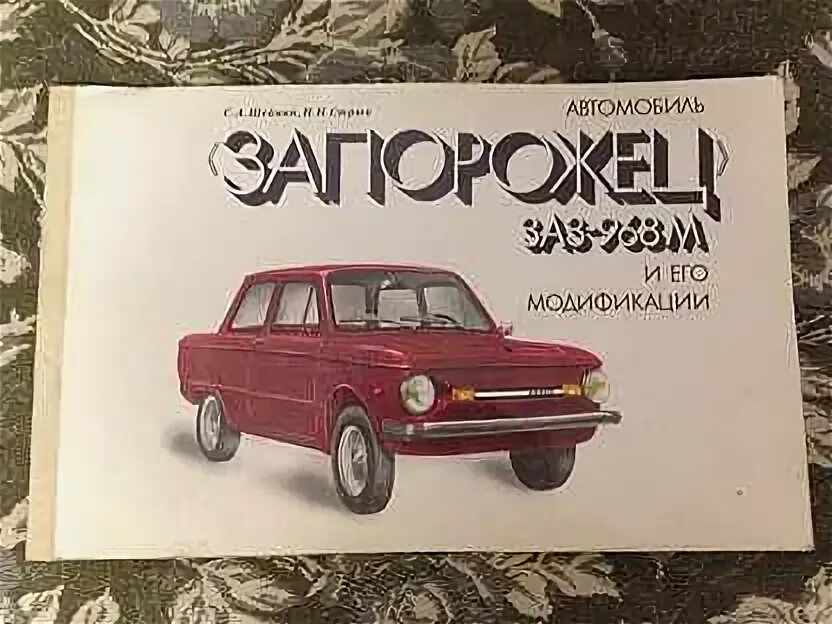 АВТОМОБИЛЬ
«ЗАПОРОЖЕЦ»
ЗАЗ-968М
И ЕГО
МОДИФИКАЦИИ